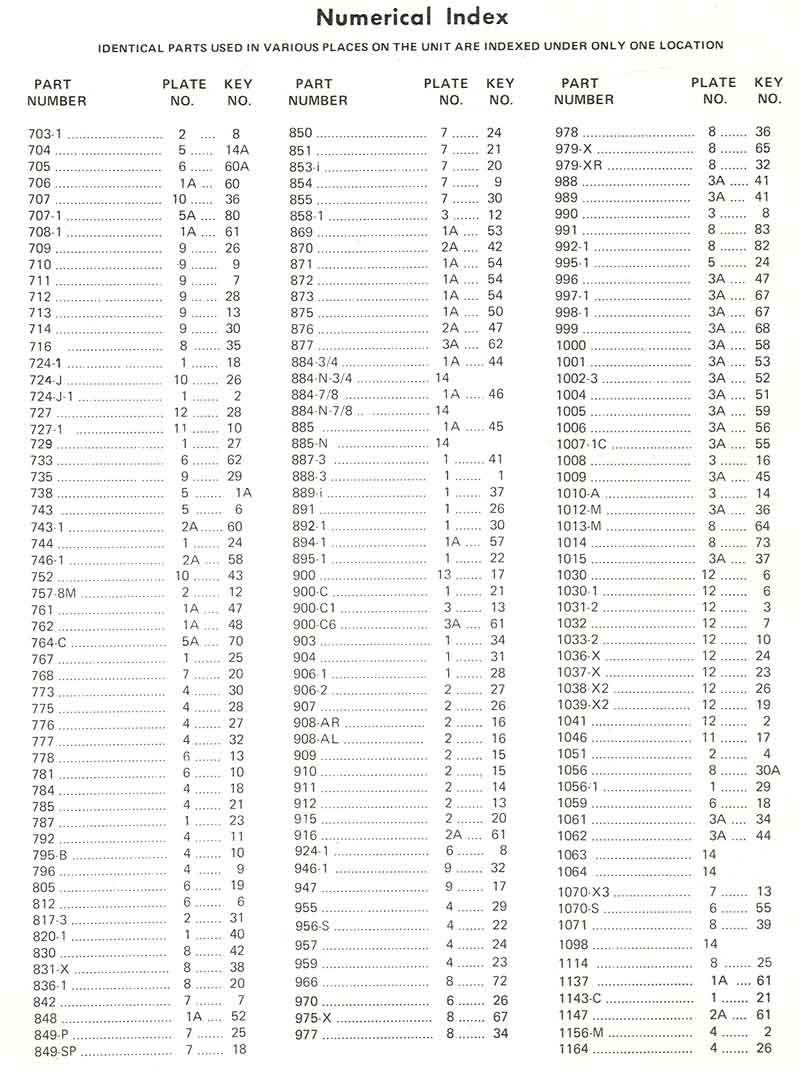 Numerical Index
IDENTICAL PARTS USED IN VARIOUS PLACES ON THE UNIT ARE INDEXED UNDER ONLY ONE LOCATION
PART PLATE KEY
NUMBER NO. NO.
703-1 ........ 2 .... 8
704 ........ 5 ...... 14A
705 ........ 6 ...... 60A
706 ........ 1A ... 60
707 ........ 10 ...... 36
707-1 ........ 5A .... 80
708-1 ........ 1A .... 61
709 ........ 9 ....... 26
710 ........ 9 ....... 9
711 ........ 9 ....... 7
712 ........ 9 ....... 28
713 ........ 9 ....... 13
714 ........ 9 ....... 30
716 ........ 8 ....... 35
724-1 ........ 1 ....... 18
724-J ........ 10 ....... 26
724-J-1 ........ 1 ....... 2
727 ........ 12 ....... 28
727-1 ........ 11 ....... 10
729 ........ 1 ....... 27
733 ........ 6 ....... 62
735 ........ 9 ....... 29
738 ........ 5 ....... 1A
743 ........ 5 ....... 6
743-1 ........ 2A ..... 60
744 ........ 1 ....... 24
746-1 ........ 2A .... 58
752 ........ 10 ....... 43
757-8M ........ 2 ....... 12
761 ........ 1A .... 47
762 ........ 1A .... 48
764-C ........ 5A .... 70
767 ........ 1 ....... 25
768 ........ 7 ....... 20
773 ........ 4 ....... 30
775 ........ 4 ....... 28
776 ........ 4 ....... 27
777 ........ 4 ....... 32
778 ........ 6 ....... 13
781 ........ 6 ....... 10
784 ........ 4 ....... 18
785 ........ 4 ....... 21
787 ........ 1 ....... 23
792 ........ 4 ....... 11
795-B ........ 4 ....... 10
796 ........ 4 ....... 9
805 ........ 6 ....... 19
812 ........ 6 ....... 6
817-3 ........ 2 ....... 31
820-1 ........ 1 ....... 40
830 ........ 8 ....... 42
831-X ........ 8 ....... 38
836-1 ........ 8 ....... 20
842 ........ 7 ....... 7
848 ........ 1A .... 52
849-P ........ 7 ....... 25
849-SP ........ 7 ....... 18
PART PLATE KEY
NUMBER NO. NO.
850 ........ 7 ....... 24
851 ........ 7 ....... 21
853-i ........ 7 ....... 20
854 ........ 7 ....... 9
855 ........ 7 ....... 30
858-1 ........ 3 ....... 12
869 ........ 1A .... 53
870 ........ 2A .... 42
871 ........ 1A .... 54
872 ........ 1A .... 54
873 ........ 1A .... 54
875 ........ 1A .... 50
876 ........ 2A .... 47
877 ........ 3A .... 62
884-3/4 ........ 1A .... 44
884-N-3/4 ........ 14
884-7/8 ........ 1A .... 46
884-N-7/8 ........ 14
885 ........ 1A .... 45
885-N ........ 14
887-3 ........ 1 ........ 41
888-3 ........ 1 ....... 1
889-i ........ 1 ....... 37
891 ........ 1 ....... 26
892-1 ........ 1 ....... 30
894-1 ........ 1A .... 57
895-1 ........ 1 ....... 22
900 ........ 13 ....... 17
900-C ........ 1 ....... 21
900-C1 ........ 3 ....... 13
900-C6 ........ 3A .... 61
903 ........ 1 ....... 34
904 ........ 1 ....... 31
906-1 ........ 1 ....... 28
906-2 ........ 2 ....... 27
907 ........ 2 ....... 26
908-AR ........ 2 ....... 16
908-AL ........ 2 ....... 16
909 ........ 2 ....... 15
910 ........ 2 ....... 15
911 ........ 2 ....... 14
912 ........ 2 ....... 13
915 ........ 2 ....... 20
916 ........ 2A .... 61
924-1 ........ 6 ....... 8
946-1 ........ 9 ....... 32
947 ........ 9 ....... 17
955 ........ 4 ....... 29
956-S ........ 4 ....... 22
957 ........ 4 ....... 24
959 ........ 4 ....... 23
966 ........ 8 ....... 72
970 ........ 6 ....... 26
975-X ........ 8 ....... 67
977 ........ 8 ....... 34
PART PLATE KEY
NUMBER NO. NO.
978 ........ 8 ....... 36
979-X ........ 8 ....... 65
979-XR ........ 8 ....... 32
988 ........ 3A ..... 41
989 ........ 3A ..... 41
990 ........ 3 ....... 8
991 ........ 8 ....... 83
992-1 ........ 8 ....... 82
995-1 ........ 5 ....... 24
996 ........ 3A .... 47
997-1 ........ 3A .... 67
998-1 ........ 3A .... 67
999 ........ 3A .... 68
1000 ........ 3A .... 58
1001 ........ 3A .... 53
1002-3 ........ 3A .... 52
1004 ........ 3A .... 51
1005 ........ 3A .... 59
1006 ........ 3A .... 56
1007-1C ........ 3A .... 55
1008 ........ 3 ....... 16
1009 ........ 3A .... 45
1010-A ........ 3 ....... 14
1012-M ........ 3A .... 36
1013-M ........ 8 ....... 64
1014 ........ 8 ....... 73
1015 ........ 3A .... 37
1030 ........ 12 ....... 6
1030-1 ........ 12 ....... 6
1031-2 ........ 12 ....... 3
1032 ........ 12 ....... 7
1033-2 ........ 12 ....... 10
1036-X ........ 12 ....... 24
1037-X ........ 12 ....... 23
1038-X2 ........ 12 ....... 26
1039-X2 ........ 12 ....... 19
1041 ........ 12 ....... 2
1046 ........ 11 ....... 17
1051 ........ 2 ....... 4
1056 ........ 8 ....... 30A
1056-1 ........ 1 ....... 29
1059 ........ 6 ....... 18
1061 ........ 3A .... 34
1062 ........ 3A .... 44
1063 ........ 14
1064 ........ 14
1070-X3 ........ 7 ....... 13
1070-S ........ 6 ....... 55
1071 ........ 8 ....... 39
1098 ........ 14
1114 ........ 8 ....... 25
1137 ........ 1A .... 61
1143-C ........ 1 ....... 21
1147 ........ 2A .... 61
1156-M ........ 4 ....... 2
1164 ........ 4 ....... 26